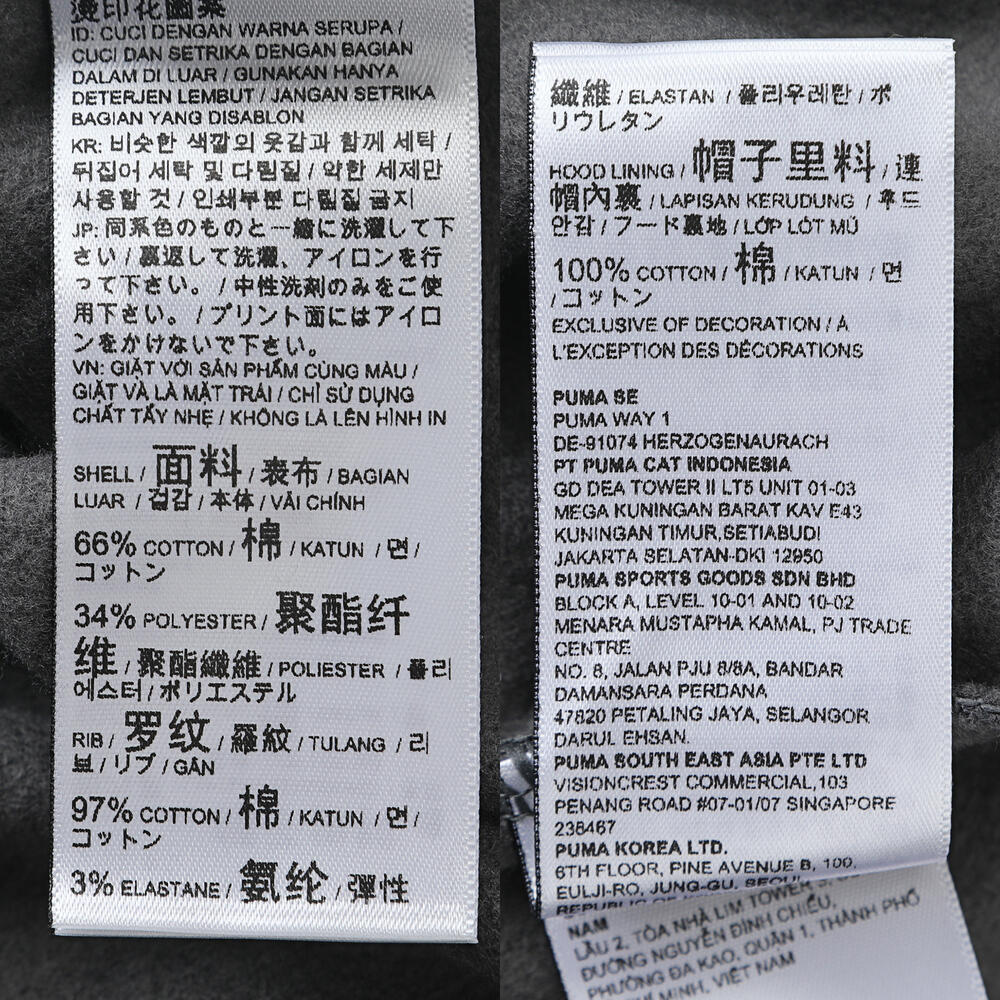 燙印花圖案
ID: CUCI DENGAN WARNA SERUPA /
CUCI DAN SETRIKA DENGAN BAGIAN
DALAM DI LUAR / GUNAKAN HANYA
DETERJEN LEMBUT / JANGAN SETRIKA
BAGIAN YANG DISABLON
KR: 비슷한 색깔의 옷감과 함께 세탁 /
뒤집어 세탁 및 다림질 / 약한 세제만
사용할 것 / 인쇄부분 다림질 금지
JP: 同系色のものと一緒に洗濯して下
さい / 裏返して洗濯、アイロンを行
って下さい。 / 中性洗剤のみをご使
用下さい。 / プリント面にはアイロ
ンをかけないで下さい。
VN: GIẶT VỚI SẢN PHẨM CÙNG MÀU /
GIẶT VÀ LÀ MẶT TRÁI / CHỈ SỬ DỤNG
CHẤT TẨY NHẸ / KHÔNG LÀ LÊN HÌNH IN
SHELL / 面料 / 表布 / BAGIAN
LUAR / 겉감 / 本体 / VẢI CHÍNH
66% COTTON / 棉 / KATUN / 면 /
コットン
34% POLYESTER / 聚酯纤
维 / 聚酯纖維 / POLIESTER / 폴리
에스터 / ポリエステル
RIB / 罗纹 / 羅紋 / TULANG / 리
브 / リブ / GÂN
97% COTTON / 棉 / KATUN / 면 /
コットン
3% ELASTANE / 氨纶 / 彈性
纖維 / ELASTAN / 폴리우레탄 / ポ
リウレタン
HOOD LINING / 帽子里料 / 連
帽內裏 / LAPISAN KERUDUNG / 후드
안감 / フード裏地 / LỚP LÓT MŨ
100% COTTON / 棉 / KATUN / 면
/ コットン
EXCLUSIVE OF DECORATION / À
L'EXCEPTION DES DÉCORATIONS
PUMA SE
PUMA WAY 1
DE-91074 HERZOGENAURACH
PT PUMA CAT INDONESIA
GD DEA TOWER II LT5 UNIT 01-03
MEGA KUNINGAN BARAT KAV E43
KUNINGAN TIMUR,SETIABUDI
JAKARTA SELATAN-DKI 12950
PUMA SPORTS GOODS SDN BHD
BLOCK A, LEVEL 10-01 AND 10-02
MENARA MUSTAPHA KAMAL, PJ TRADE
CENTRE
NO. 8, JALAN PJU 8/8A, BANDAR
DAMANSARA PERDANA
47820 PETALING JAYA, SELANGOR
DARUL EHSAN.
PUMA SOUTH EAST ASIA PTE LTD
VISIONCREST COMMERCIAL,103
PENANG ROAD #07-01/07 SINGAPORE
238467
PUMA KOREA LTD.
6TH FLOOR, PINE AVENUE B, 100,
EULJI-RO, JUNG-GU, SEOUL
REPUBLIC OF
NAM
LẦU 2, TÒA NHÀ LIM TOWER 3,
ĐƯỜNG NGUYỄN ĐÌNH CHIỂU,
PHƯỜNG ĐA KAO, QUẬN 1, THÀNH PHỐ
CHÍ MINH, VIỆT NAM